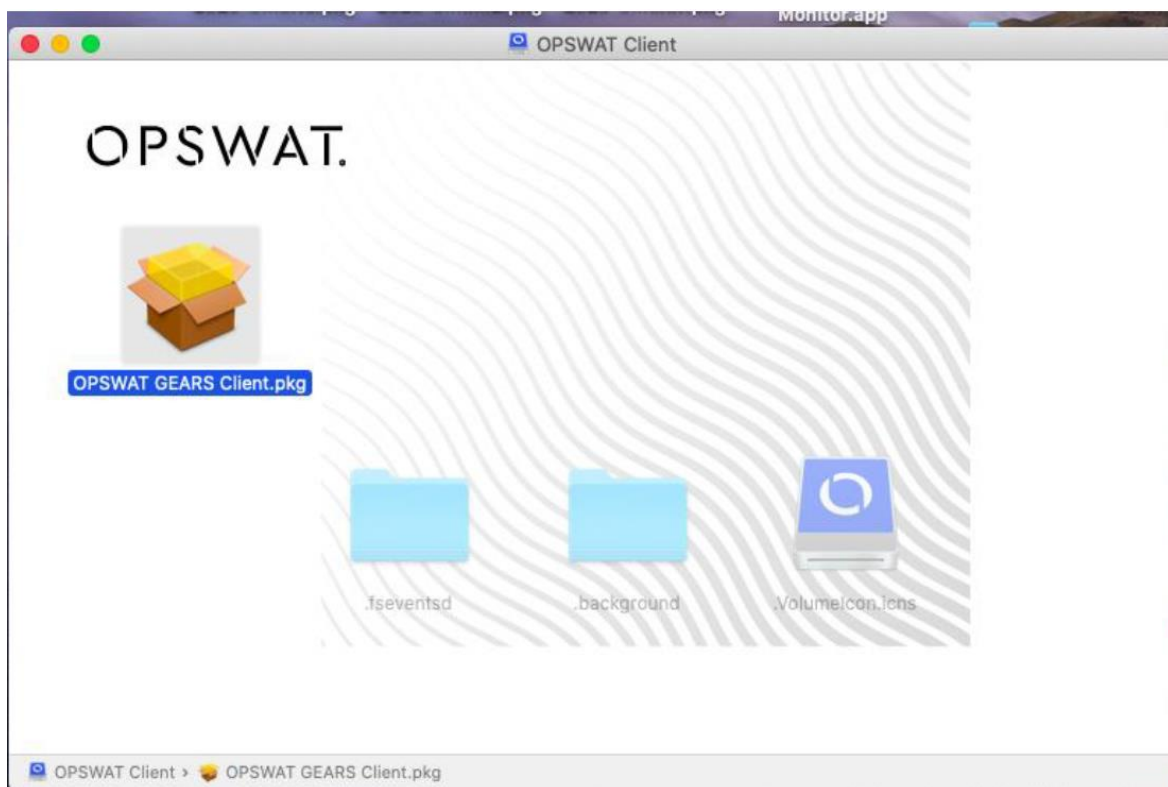 Monitor.app
OPSWAT Client
OPSWAT.
OPSWAT GEARS Client.pkg
.fseventsd
.background
.VolumeIcon.icns
OPSWAT Client › OPSWAT GEARS Client.pkg